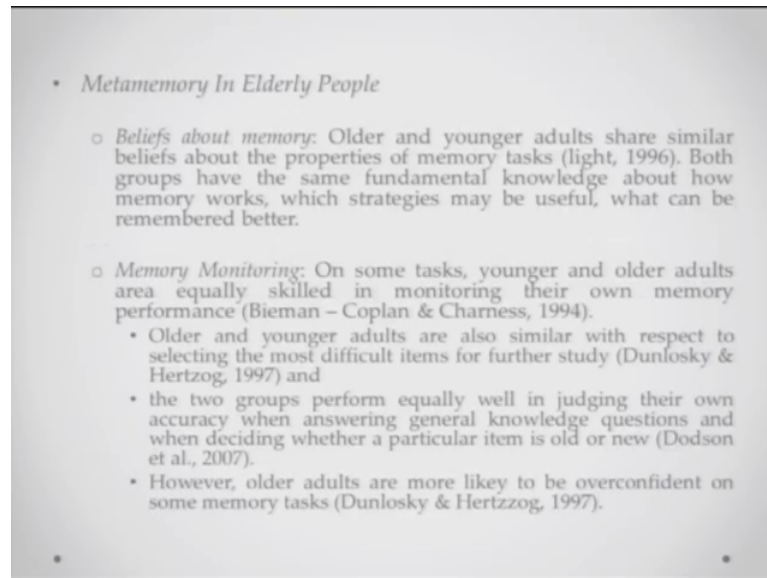 • Metamemory In Elderly People
o Beliefs about memory: Older and younger adults share similar
beliefs about the properties of memory tasks (light, 1996). Both
groups have the same fundamental knowledge about how
memory works, which strategies may be useful, what can be
remembered better.
o Memory Monitoring: On some tasks, younger and older adults
area equally skilled in monitoring their own memory
performance (Bieman – Coplan & Charness, 1994).
• Older and younger adults are also similar with respect to
selecting the most difficult items for further study (Dunlosky &
Hertzog, 1997) and
• the two groups perform equally well in judging their own
accuracy when answering general knowledge questions and
when deciding whether a particular item is old or new (Dodson
et al., 2007).
• However, older adults are more likey to be overconfident on
some memory tasks (Dunlosky & Hertzzog, 1997).